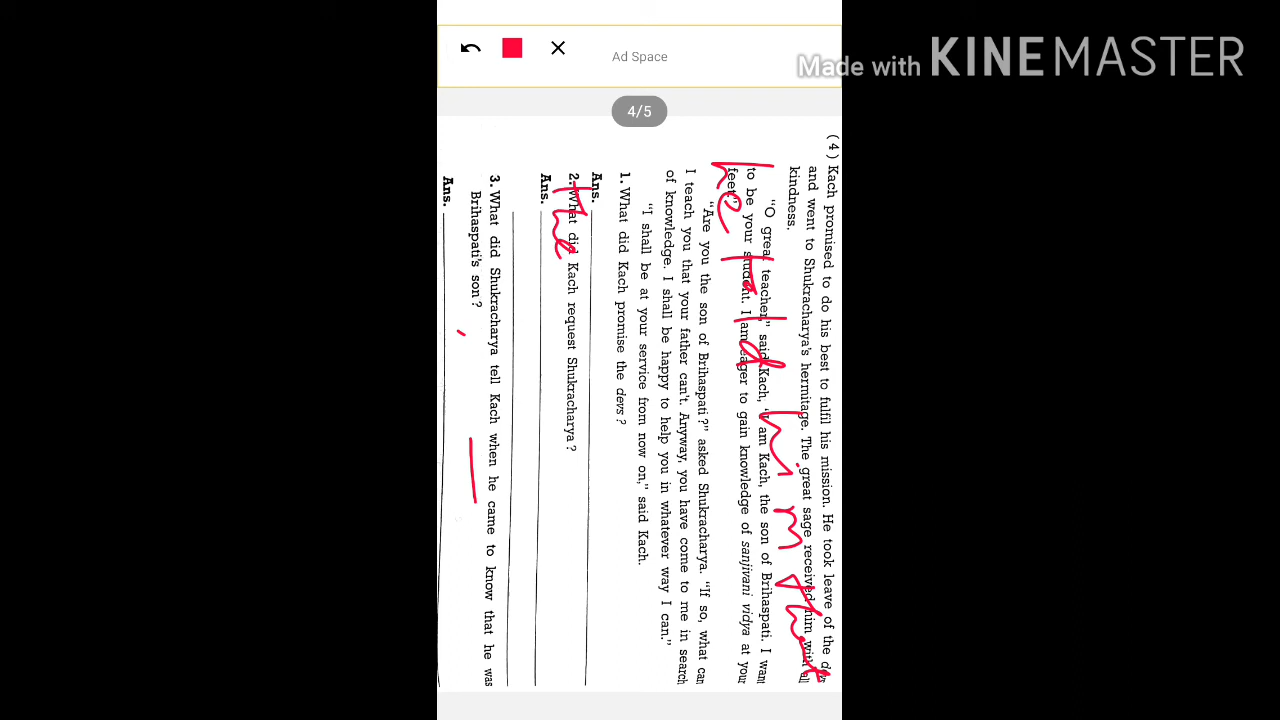 Ad Space
Made with KINEMASTER
4/5
(4) Kach promised to do his best to fulfil his mission. He took leave of the
and went to Shukracharya's hermitage. The great sage received him with all
kindness.
"O great teacher," said Kach, "I am Kach, the son of Brihaspati. I want
to be your student. I am eager to gain knowledge of sanjivani vidya at your
feet."
"Are you the son of Brihaspati?" asked Shukracharya. "If so, what can
I teach you that your father can't. Anyway, you have come to me in search
of knowledge. I shall be happy to help you in whatever way I can."
"I shall be at your service from now on," said Kach.
1. What did Kach promise the devs?
Ans.
2. What did Kach request Shukracharya?
Ans.
3. What did Shukracharya tell Kach when he came to know that he was
Brihaspati's son?
Ans.
he told him that
the